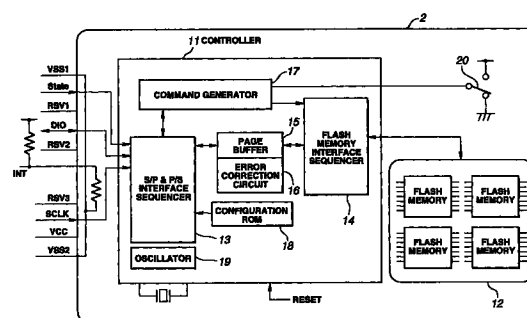 2
11 CONTROLLER
17
COMMAND GENERATOR
20
VSS1
State
RSV1
DIO
RSV2
INT
RSV3
SCLK
VCC
VSS2
S/P & P/S INTERFACE SEQUENCER
13
15
PAGE BUFFER
ERROR CORRECTION CIRCUIT
16
CONFIGURATION ROM
18
OSCILLATOR
19
FLASH MEMORY INTERFACE SEQUENCER
14
RESET
FLASH MEMORY
FLASH MEMORY
FLASH MEMORY
FLASH MEMORY
12